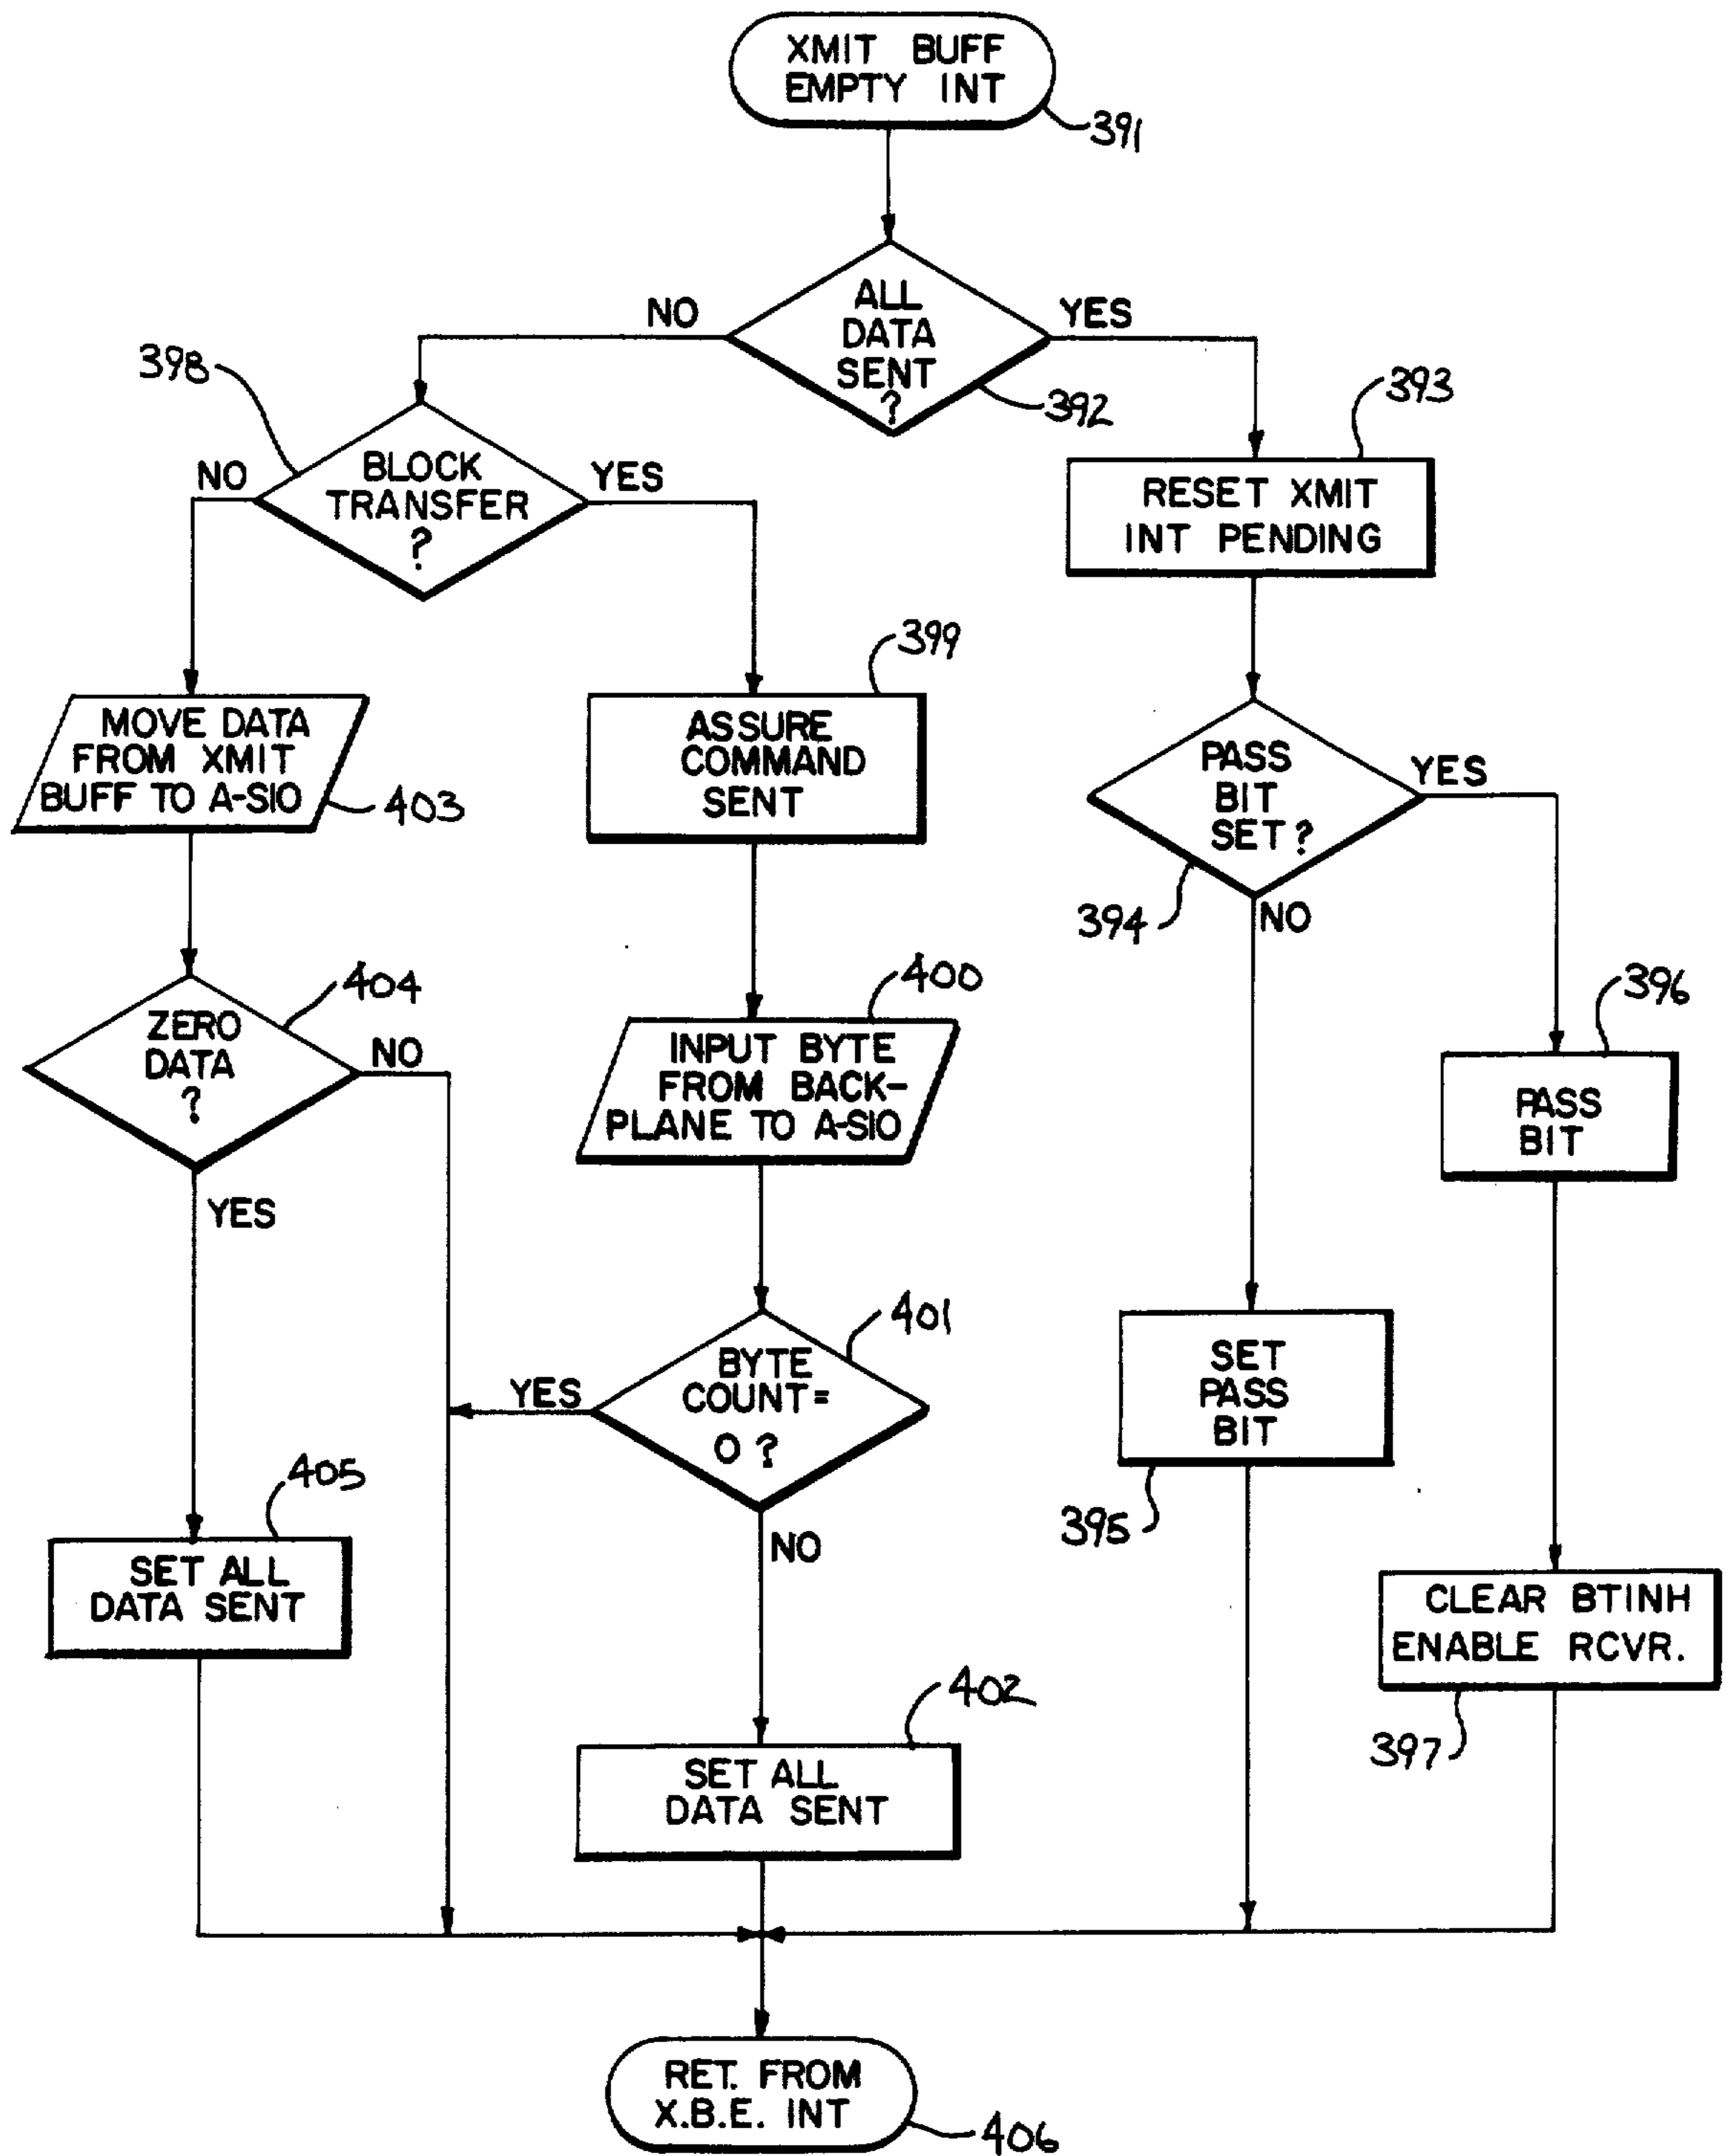 XMIT BUFF
EMPTY INT
391
ALL
DATA
SENT
?
392
NO
YES
398
BLOCK
TRANSFER
?
NO
YES
393
RESET XMIT
INT PENDING
399
MOVE DATA
FROM XMIT
BUFF TO A-SIO
403
ASSURE
COMMAND
SENT
PASS
BIT
SET?
YES
394
NO
404
ZERO
DATA
?
NO
YES
400
INPUT BYTE
FROM BACK-
PLANE TO A-SIO
396
PASS
BIT
401
BYTE
COUNT=
0 ?
YES
NO
SET
PASS
BIT
395
405
SET ALL
DATA SENT
CLEAR BTINH
ENABLE RCVR.
397
402
SET ALL
DATA SENT
RET. FROM
X.B.E. INT
406